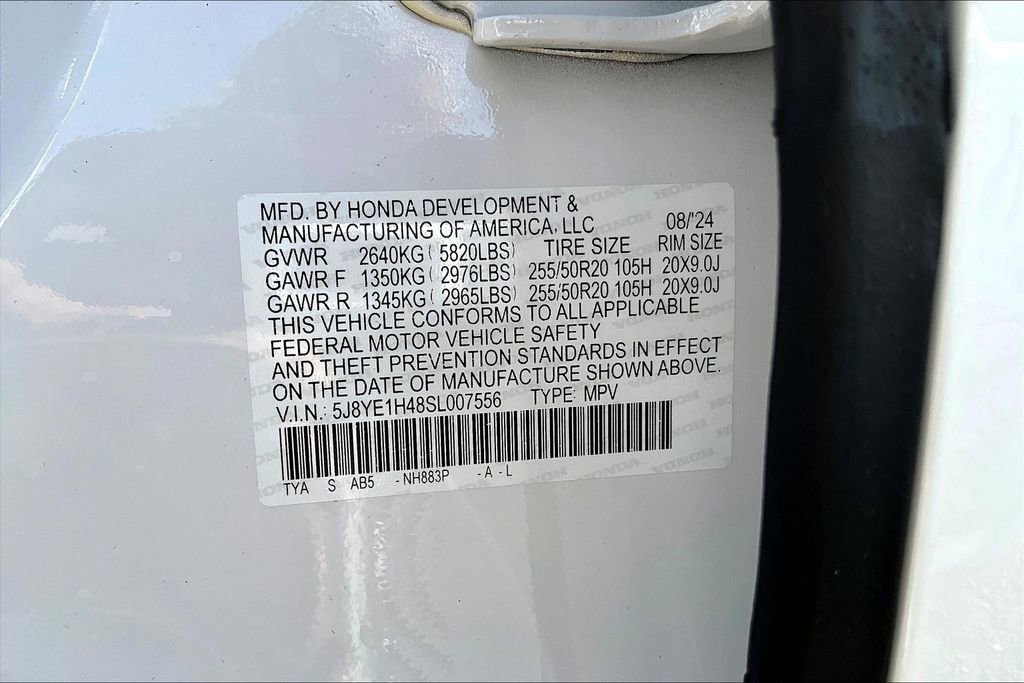 MFD. BY HONDA DEVELOPMENT &
MANUFACTURING OF AMERICA, LLC 08/'24
GVWR 2640KG ( 5820LBS) TIRE SIZE RIM SIZE
GAWR F 1350KG ( 2976LBS) 255/50R20 105H 20X9.0J
GAWR R 1345KG ( 2965LBS) 255/50R20 105H 20X9.0J
THIS VEHICLE CONFORMS TO ALL APPLICABLE
FEDERAL MOTOR VEHICLE SAFETY
AND THEFT PREVENTION STANDARDS IN EFFECT
ON THE DATE OF MANUFACTURE SHOWN ABOVE.
V.I.N.: 5J8YE1H48SL007556 TYPE: MPV
TYA S AB5 -NH883P -A -L